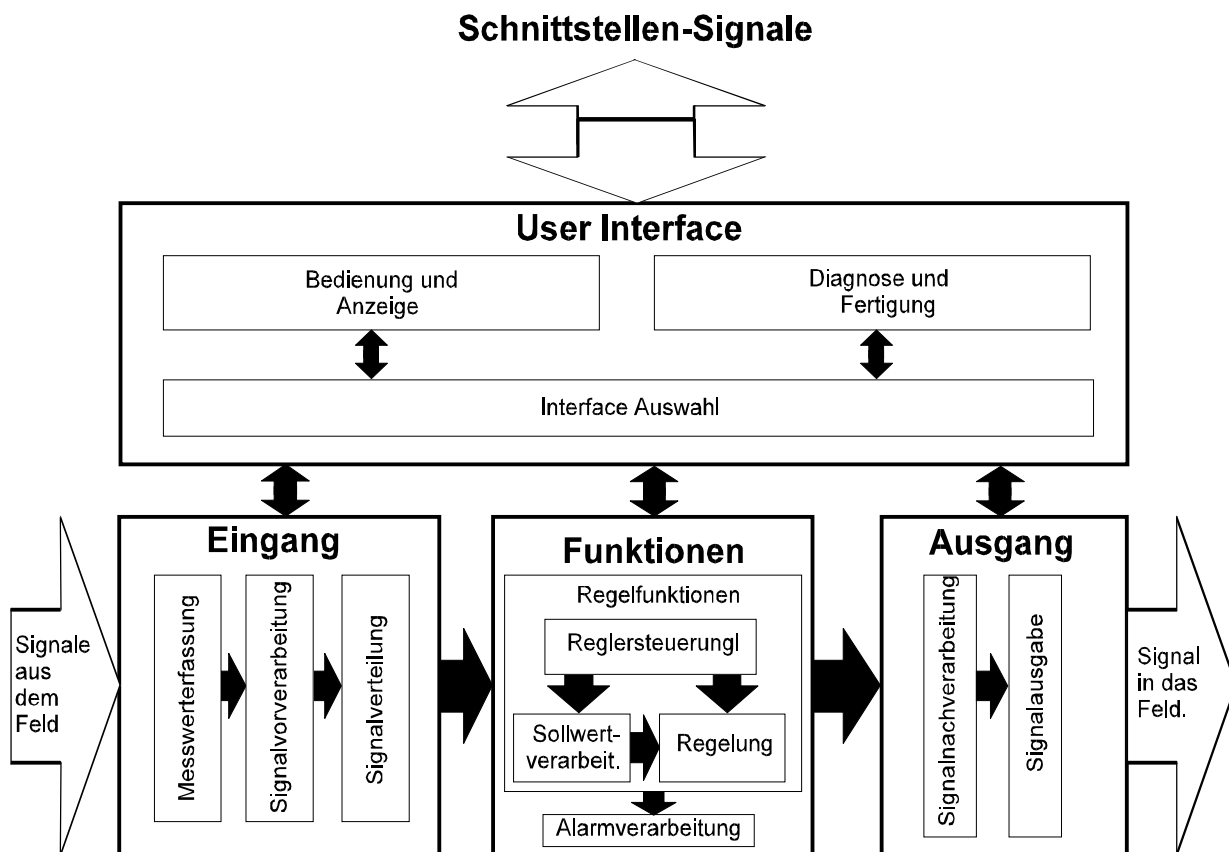 Schnittstellen-Signale
User Interface
Bedienung und
Anzeige
Diagnose und
Fertigung
Interface Auswahl
Signale
aus
dem
Feld
Eingang
Messwerterfassung
Signalvorverarbeitung
Signalverteilung
Funktionen
Regelfunktionen
Reglersteuerungl
Sollwert-
verarbeit.
Regelung
Alarmverarbeitung
Ausgang
Signalnachverarbeitung
Signalausgabe
Signal
in das
Feld.